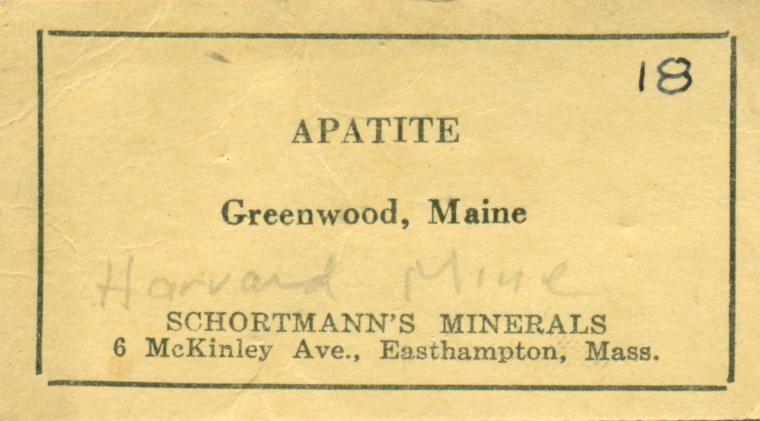 18
APATITE
Greenwood, Maine
Harvard Mine
SCHORTMANN'S MINERALS
6 McKinley Ave., Easthampton, Mass.